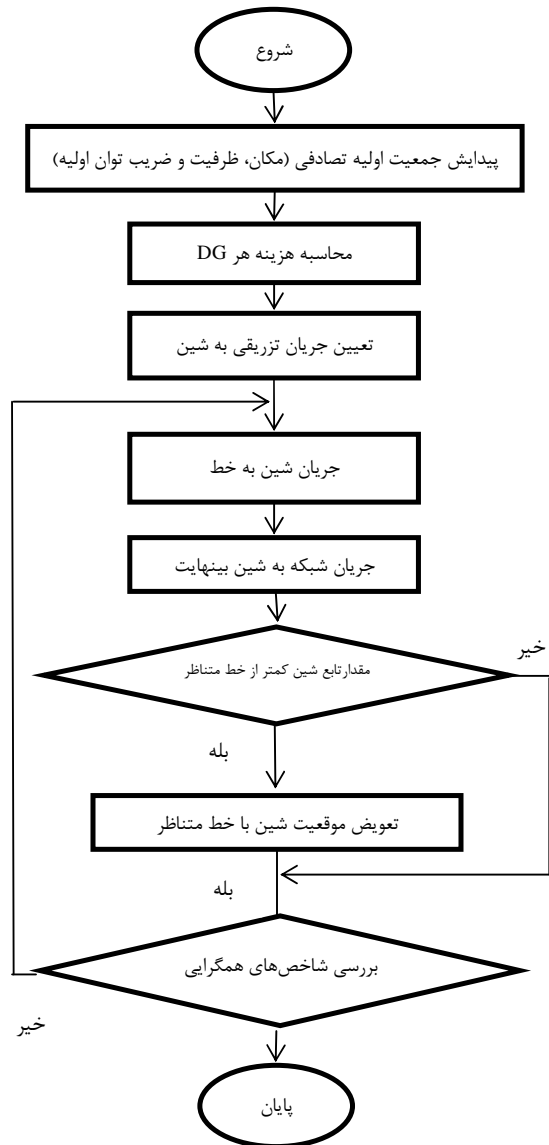 شروع
پیدایش جمعیت اولیه تصادفی (مکان، ظرفیت و ضریب توان اولیه)
محاسبه هزینه هر DG
تعیین جریان تزریقی به شین
جریان شین به خط
جریان شبکه به شین بینهایت
مقدارتابع شین کمتر از خط متناظر
خیر
بله
تعویض موقعیت شین با خط متناظر
بله
بررسی شاخص‌های همگرایی
خیر
پایان